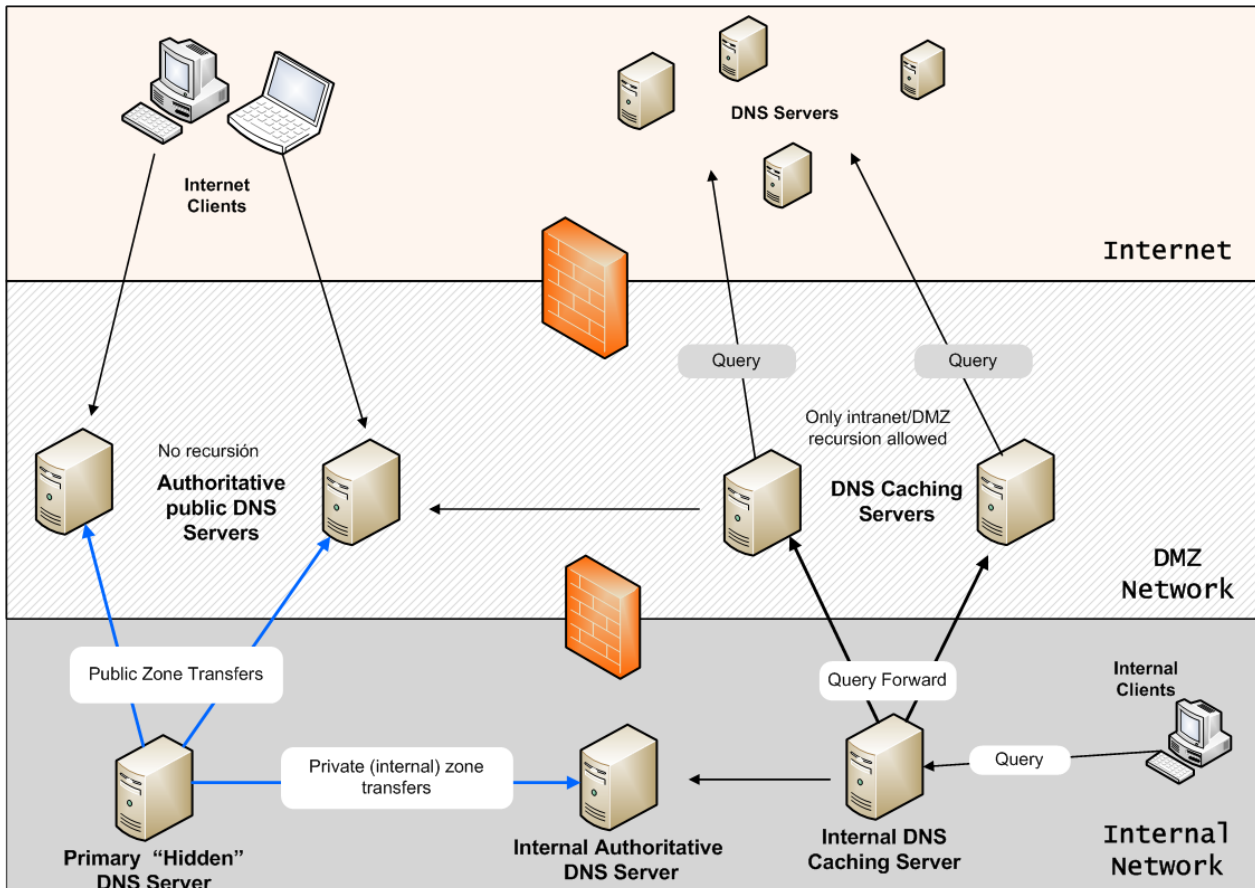 DNS Servers
Internet
Clients
Internet
Query
Query
No recursión
Authoritative
public DNS
Servers
Only intranet/DMZ
recursion allowed
DNS Caching
Servers
DMZ
Network
Public Zone Transfers
Query Forward
Internal
Clients
Private (internal) zone
transfers
Query
Primary “Hidden”
DNS Server
Internal Authoritative
DNS Server
Internal DNS
Caching Server
Internal
Network